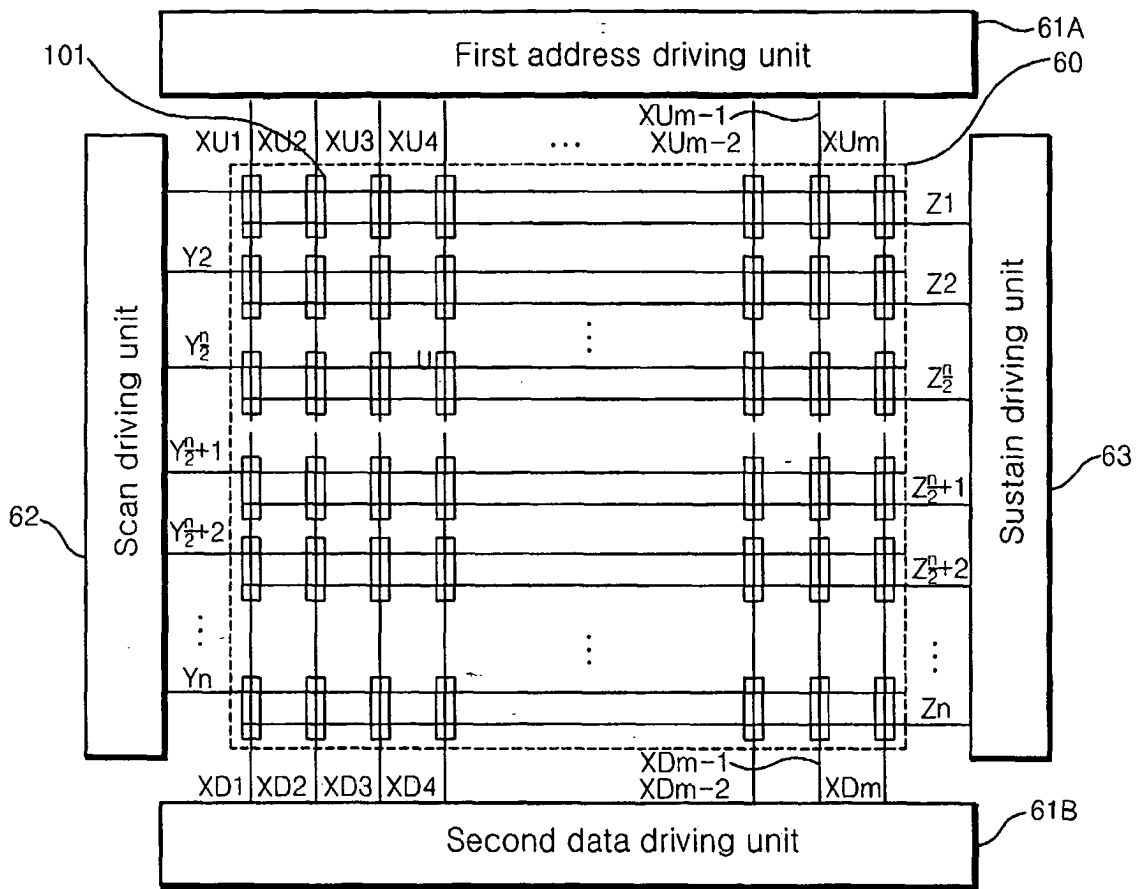 61A
First address driving unit
101
60
XUm-1
XU1 XU2 XU3 XU4 ... XUm-2 XUm
Z1
Y2
Z2
Yn/2
U
Zn/2
Yn/2+1
Zn/2+1
63
62
Scan driving unit
Sustain driving unit
Yn/2+2
Zn/2+2
Yn
Zn
XDm-1
XD1 XD2 XD3 XD4 XDm-2 XDm
61B
Second data driving unit